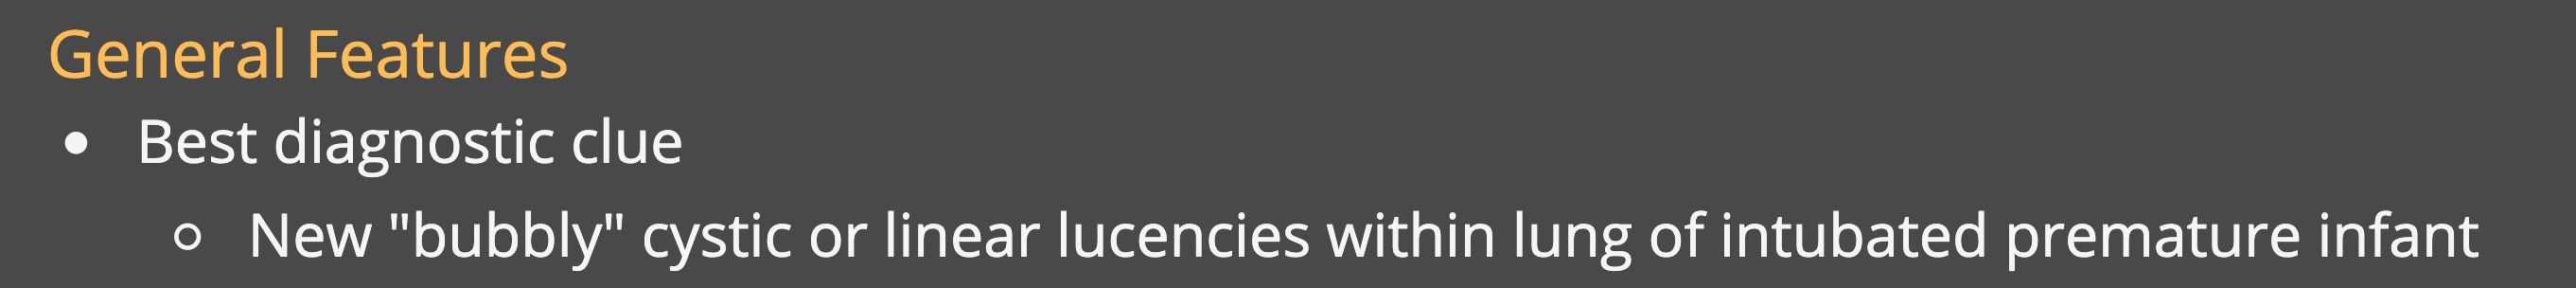 General Features
● Best diagnostic clue
○ New "bubbly" cystic or linear lucencies within lung of intubated premature infant